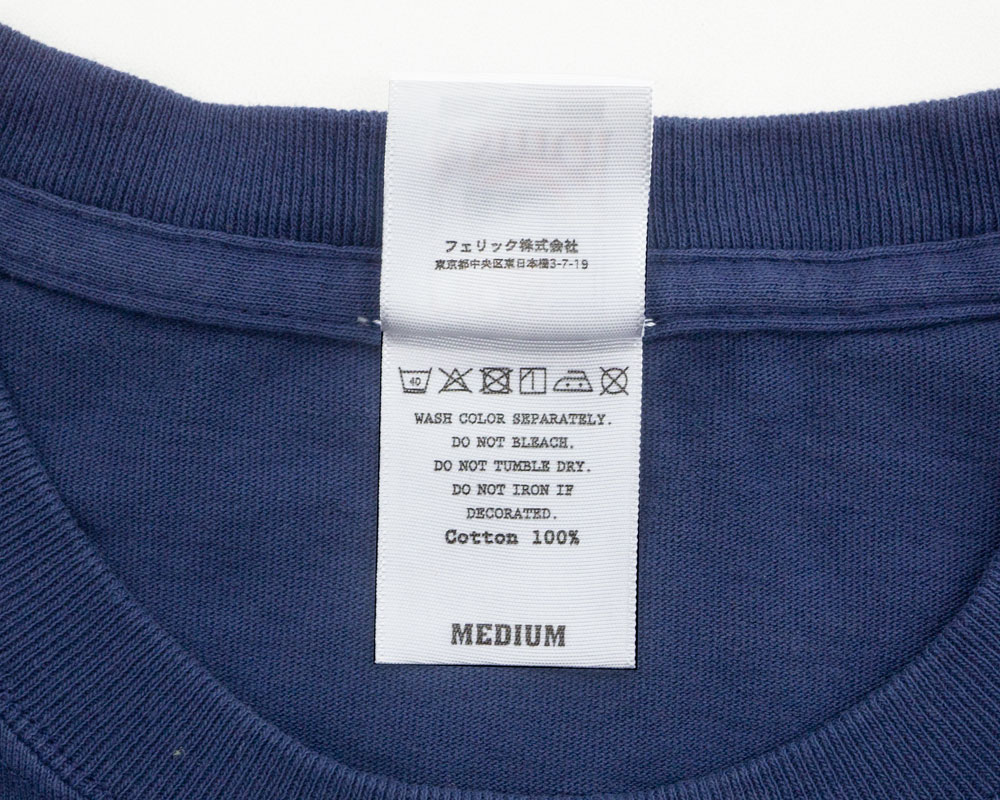 フェリック株式会社
東京都中央区東日本橋3-7-19
40
WASH COLOR SEPARATELY.
DO NOT BLEACH.
DO NOT TUMBLE DRY.
DO NOT IRON IF
DECORATED.
Cotton 100%
MEDIUM